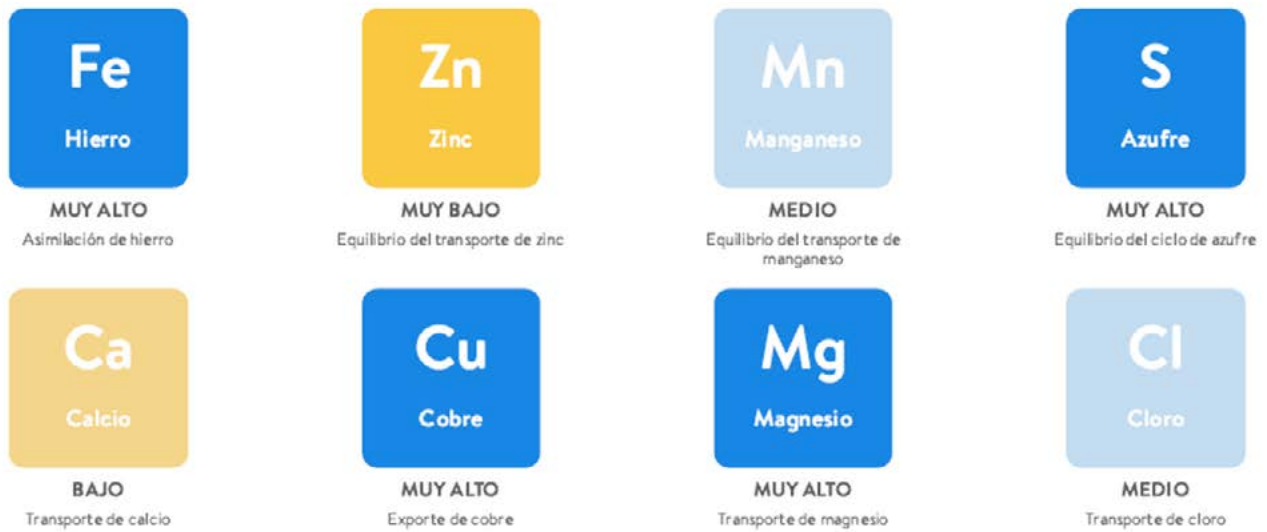 Fe
Hierro
MUY ALTO
Asimilación de hierro
Zn
Zinc
MUY BAJO
Equilibrio del transporte de zinc
Mn
Manganeso
MEDIO
Equilibrio del transporte de
manganeso
S
Azufre
MUY ALTO
Equilibrio del ciclo de azufre
Ca
Calcio
BAJO
Transporte de calcio
Cu
Cobre
MUY ALTO
Exporte de cobre
Mg
Magnesio
MUY ALTO
Transporte de magnesio
Cl
Cloro
MEDIO
Transporte de cloro